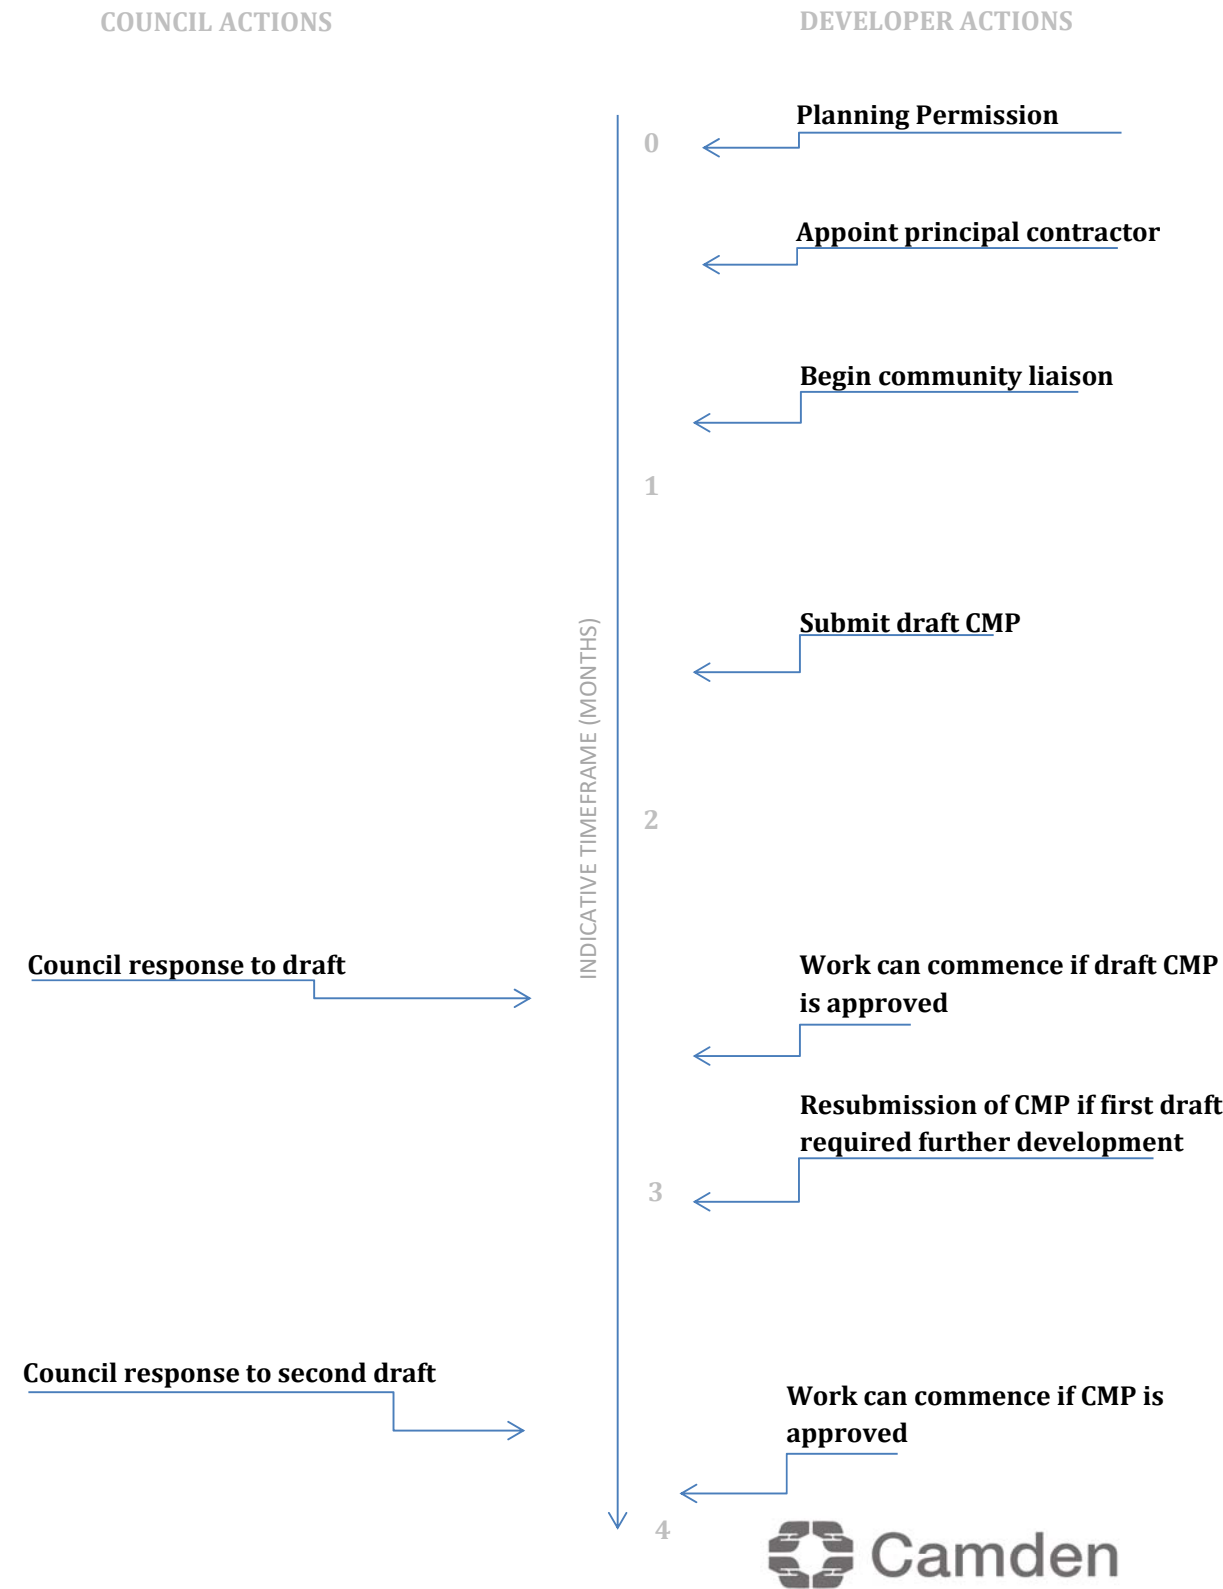 COUNCIL ACTIONS
DEVELOPER ACTIONS
Planning Permission
0
Appoint principal contractor
Begin community liaison
1
Submit draft CMP
INDICATIVE TIMEFRAME (MONTHS)
2
Council response to draft
Work can commence if draft CMP
is approved
Resubmission of CMP if first draft
required further development
3
Council response to second draft
Work can commence if CMP is
approved
4
Camden